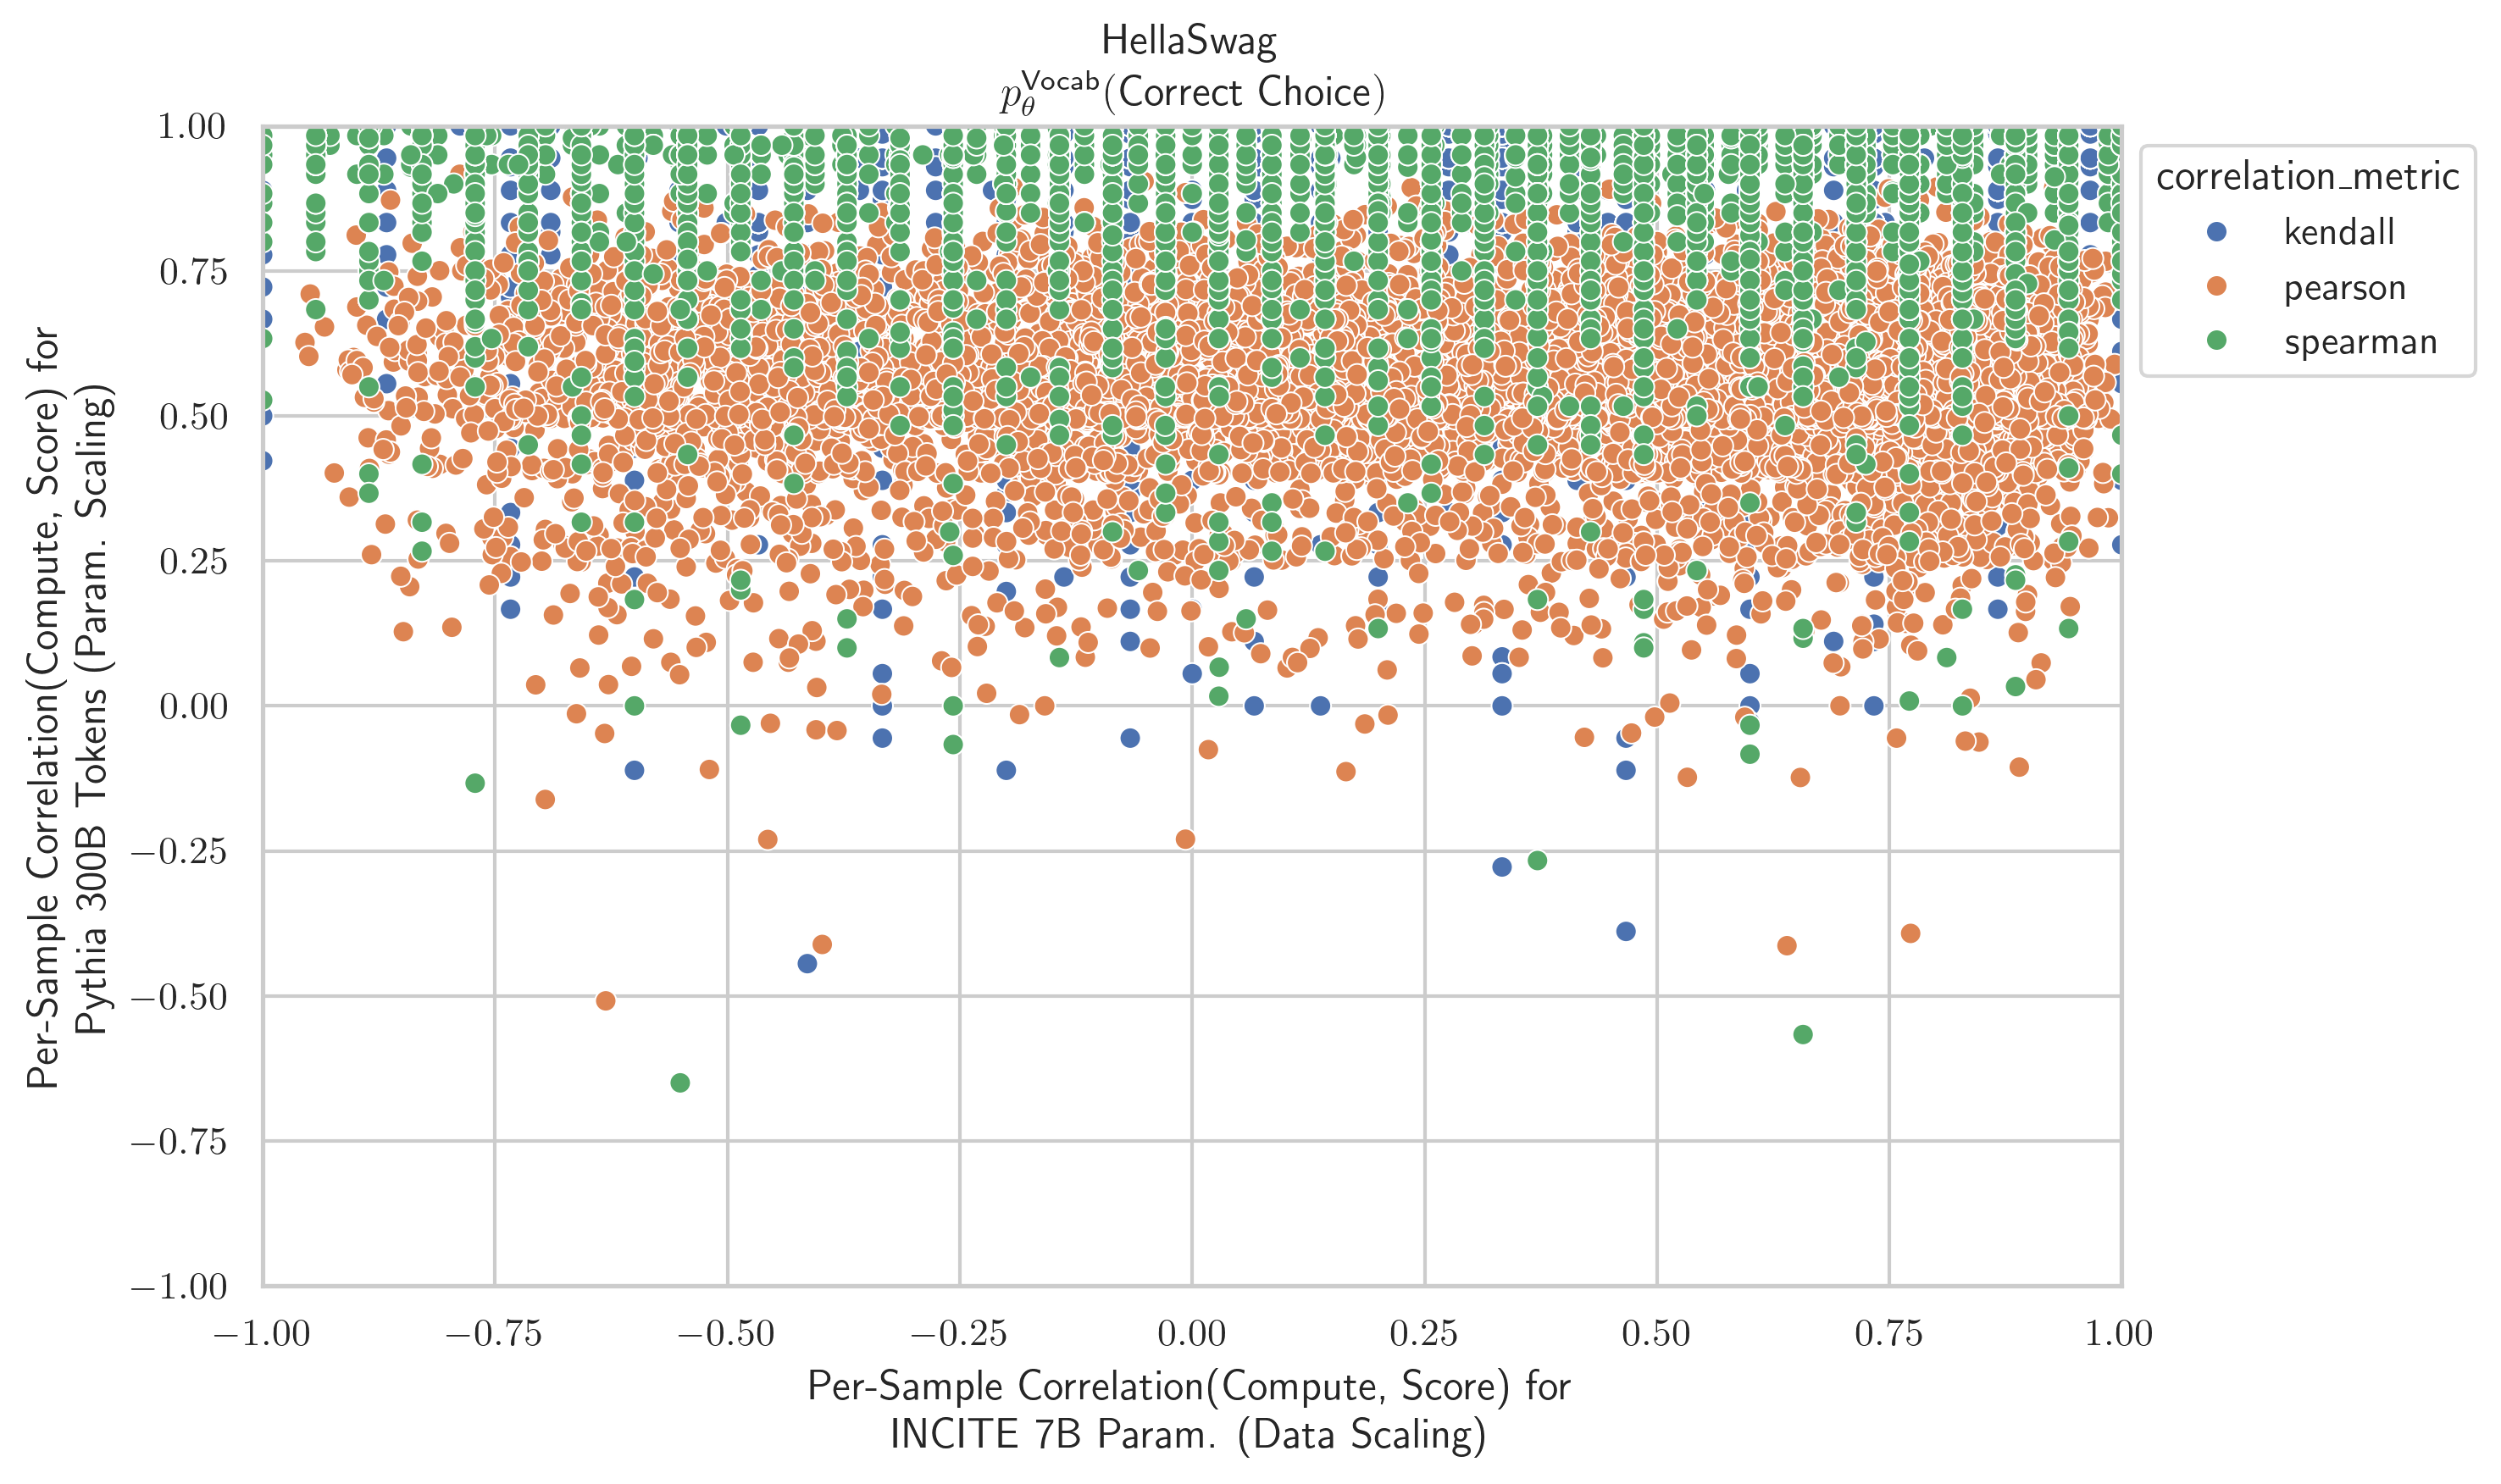 HellaSwag
p_θ^Vocab(Correct Choice)
Per-Sample Correlation(Compute, Score) for
Pythia 300B Tokens (Param. Scaling)
1.00
0.75
0.50
0.25
0.00
−0.25
−0.50
−0.75
−1.00
−1.00 −0.75 −0.50 −0.25 0.00 0.25 0.50 0.75 1.00
Per-Sample Correlation(Compute, Score) for
INCITE 7B Param. (Data Scaling)
correlation_metric
kendall
pearson
spearman